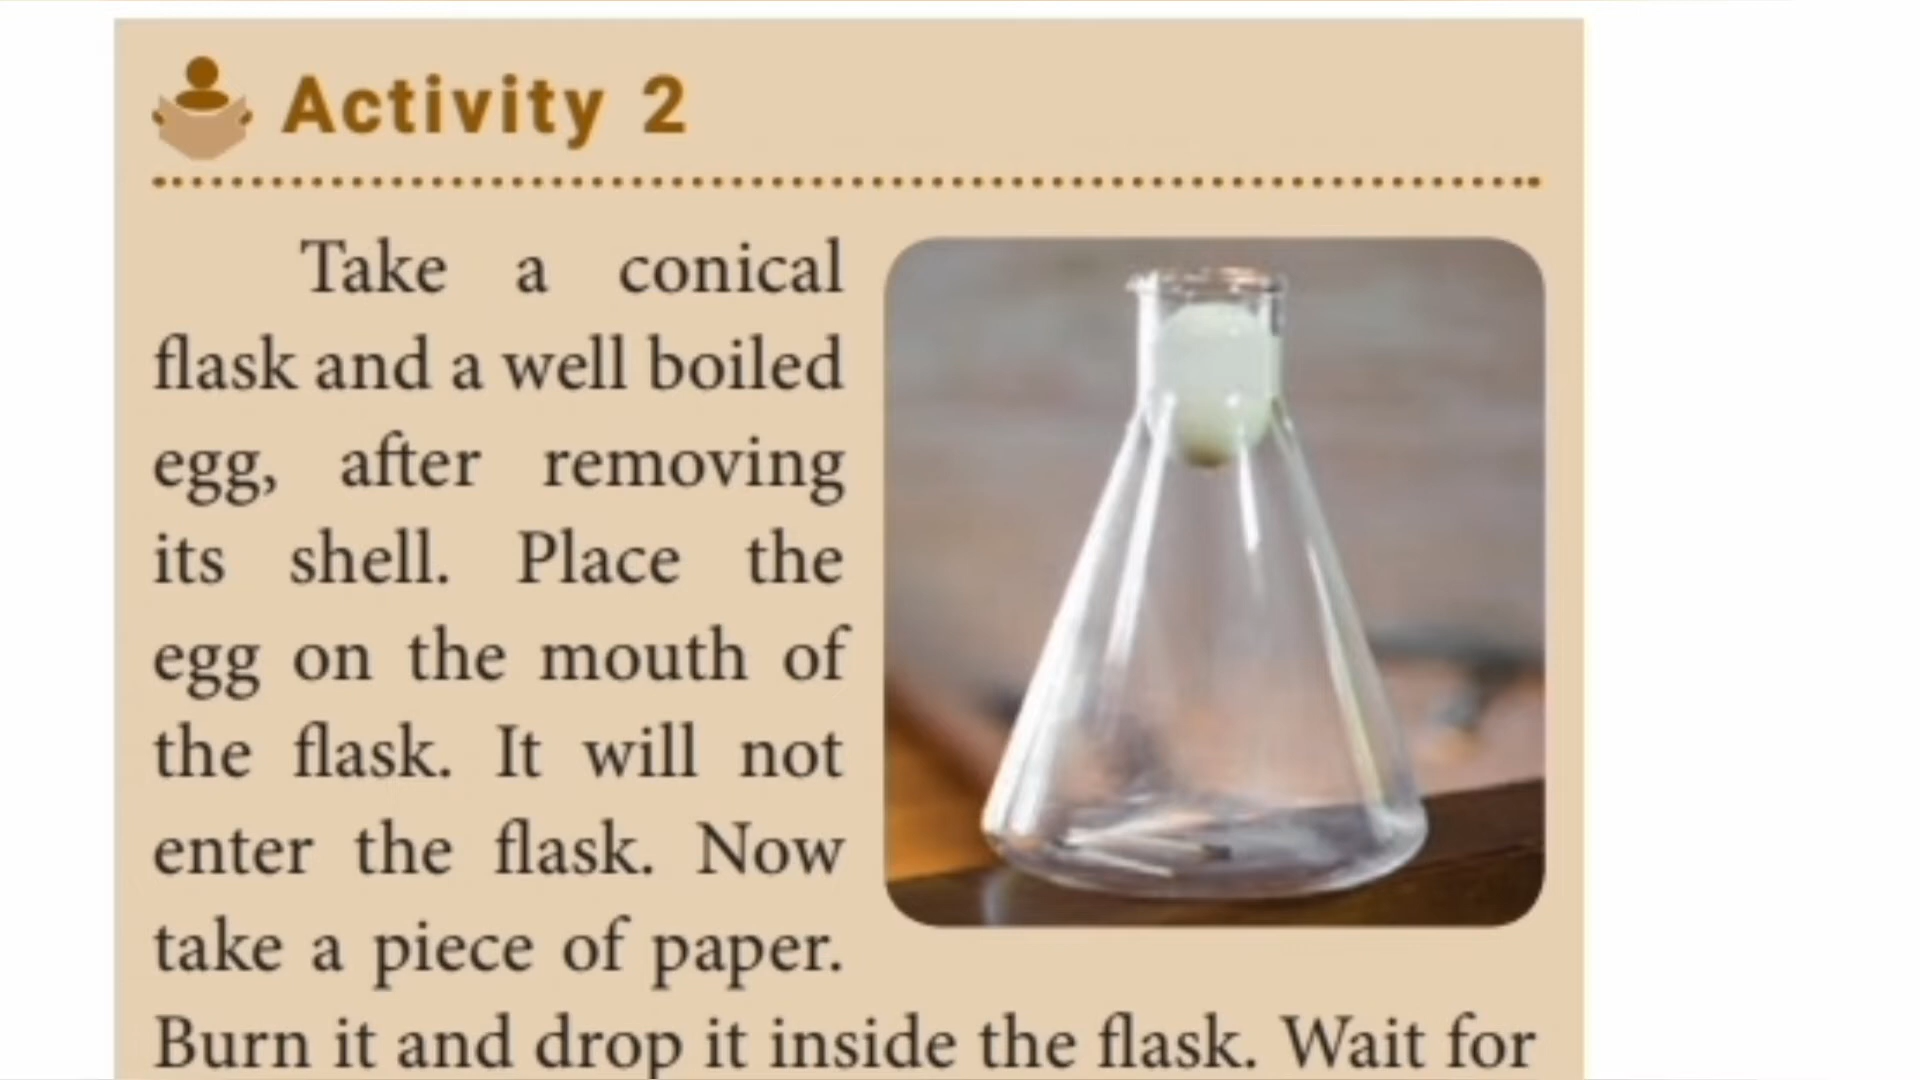 Activity 2
Take a conical
flask and a well boiled
egg, after removing
its shell. Place the
egg on the mouth of
the flask. It will not
enter the flask. Now
take a piece of paper.
Burn it and drop it inside the flask. Wait for